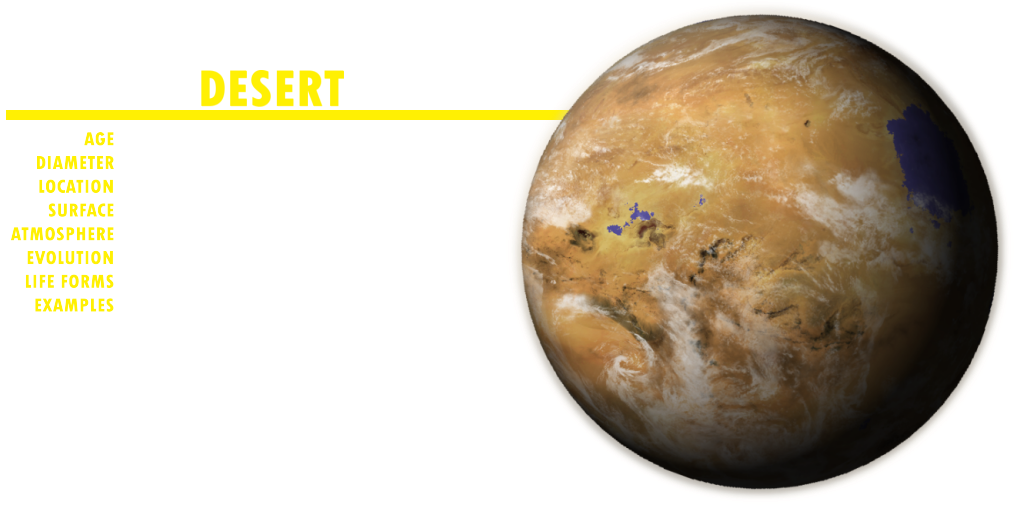 DESERT
AGE
DIAMETER
LOCATION
SURFACE
ATMOSPHERE
EVOLUTION
LIFE FORMS
EXAMPLES